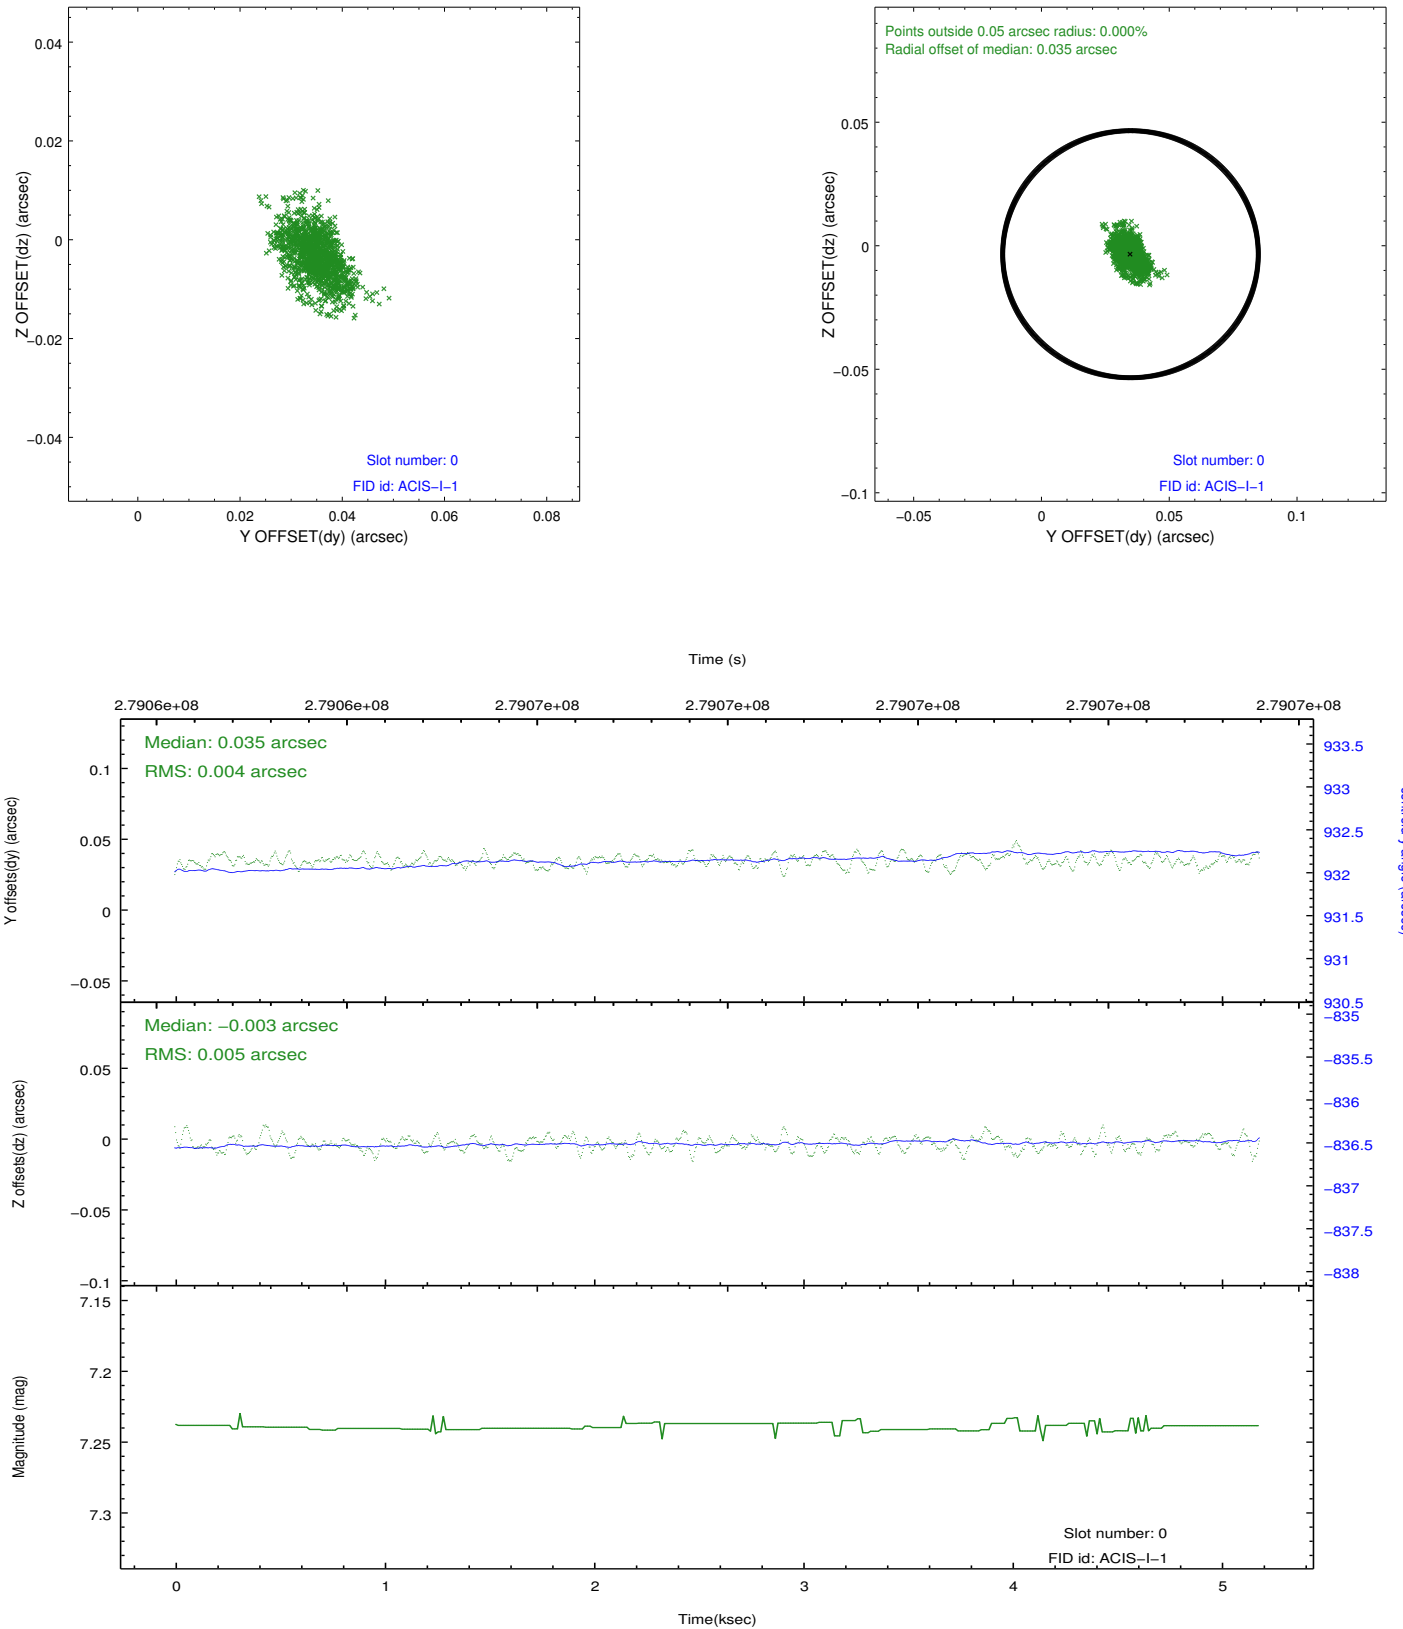 0.04
0.02
0
−0.02
−0.04
Z OFFSET(dz) (arcsec)
Slot number: 0
FID id: ACIS−I−1
0
0.02
0.04
0.06
0.08
Y OFFSET(dy) (arcsec)
Points outside 0.05 arcsec radius: 0.000%
Radial offset of median: 0.035 arcsec
0.05
0
−0.05
−0.1
Z OFFSET(dz) (arcsec)
Slot number: 0
FID id: ACIS−I−1
−0.05
0
0.05
0.1
Y OFFSET(dy) (arcsec)
Time (s)
2.7906e+08
2.7906e+08
2.7907e+08
2.7907e+08
2.7907e+08
2.7907e+08
2.7907e+08
Median: 0.035 arcsec
RMS: 0.004 arcsec
0.1
0.05
0
−0.05
Y offsets(dy) (arcsec)
933.5
933
932.5
932
931.5
931
930.5
Median: −0.003 arcsec
RMS: 0.005 arcsec
0.05
0
−0.05
−0.1
Z offsets(dz) (arcsec)
−835
−835.5
−836
−836.5
−837
−837.5
−838
7.15
7.2
7.25
7.3
Magnitude (mag)
Slot number: 0
FID id: ACIS−I−1
0
1
2
3
4
5
Time(ksec)